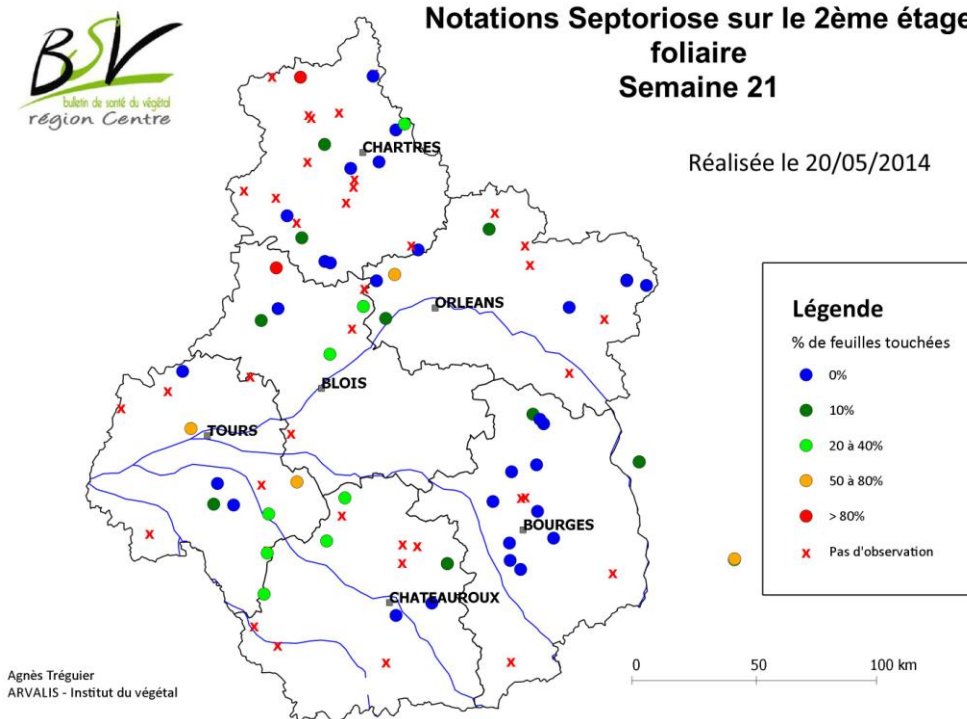 Notations Septoriose sur le 2ème étage
foliaire
Semaine 21
BSV
bulletin de santé du végétal
région Centre
Réalisée le 20/05/2014
CHARTRES
ORLEANS
BLOIS
TOURS
BOURGES
CHATEAUROUX
Légende
% de feuilles touchées
0%
10%
20 à 40%
50 à 80%
> 80%
x Pas d'observation
0 50 100 km
Agnès Tréguier
ARVALIS - Institut du végétal